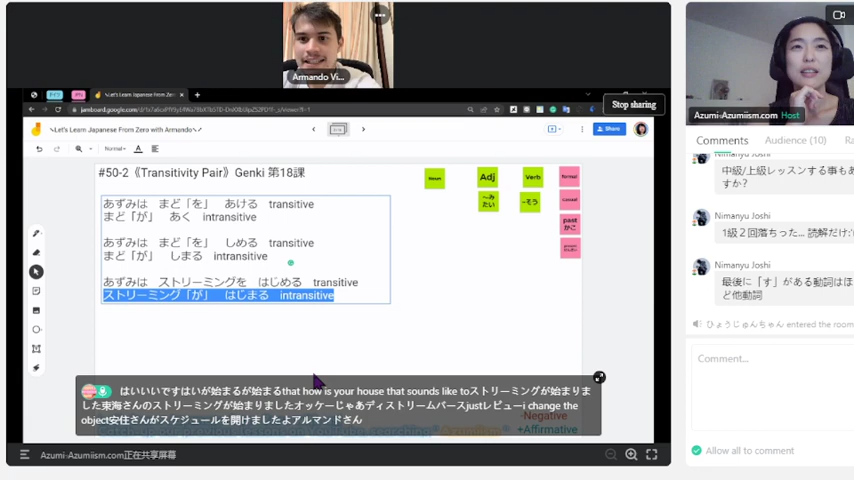 Armando Vi...
Stop sharing
Azumi-Azumiism.com Host
Let's Learn Japanese From Zero with Armando
Share
Normal
#50-2《Transitivity Pair》Genki 第18課
Noun
Adj
Verb
formal
～みたい
~そう
casual
past かこ
あずみは　まど「を」　あける　transitive
まど「が」　あく　intransitive
あずみは　まど「を」　しめる　transitive
まど「が」　しまる　intransitive
あずみは　ストリーミングを　はじめる　transitive
ストリーミング「が」　はじまる　intransitive
はいいいですはいが始まるが始まるthat how is your house that sounds like toストリーミングが始まりま
した東海さんのストリーミングが始まりましたオッケーじゃあディストリームバースjustレビューi change the
object安住さんがスケジュールを開けましたよアルマンドさん
-Negative
+Affirmative
Azumi-Azumiism.com正在共享屏幕
Comments
Audience (10)
Ra
Nimanyu Joshi
中級/上級レッスンする事もあ
すか?
Nimanyu Joshi
1級２回落ちった... 読解だけ:
Nimanyu Joshi
最後に「す」がある動詞はほ
ど他動詞
ひょうじゅんちゃん entered the room
Comment...
Allow all to comment